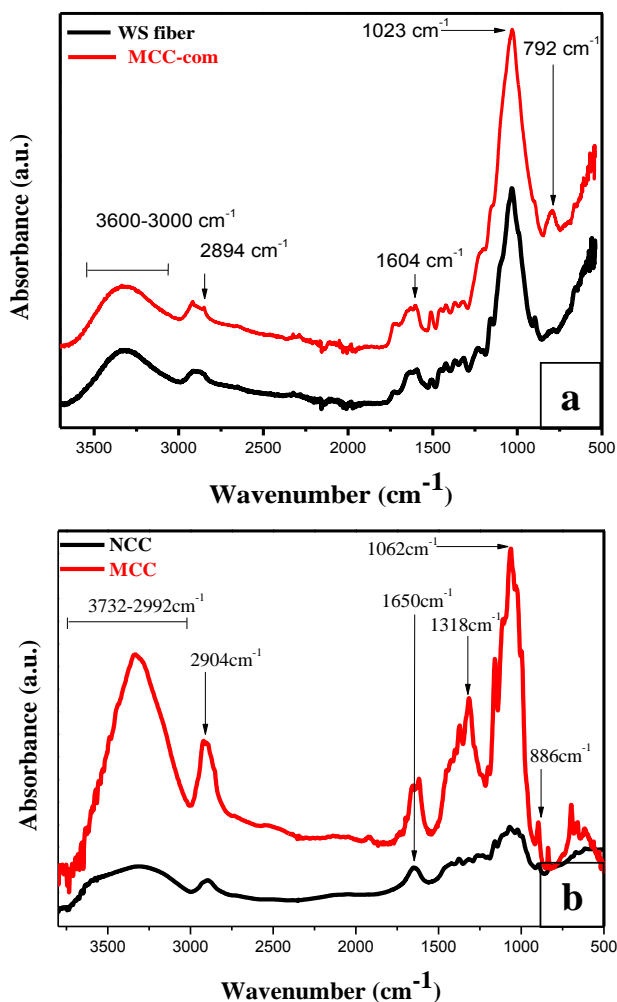 WS fiber
MCC-com
1023 cm-1
792 cm-1
3600-3000 cm-1
2894 cm-1
1604 cm-1
Absorbance (a.u.)
a
3500 3000 2500 2000 1500 1000 500
Wavenumber (cm-1)
NCC
MCC
1062cm-1
3732-2992cm-1
1650cm-1
1318cm-1
2904cm-1
886cm-1
Absorbance (a.u.)
b
3500 3000 2500 2000 1500 1000 500
Wavenumber (cm-1)